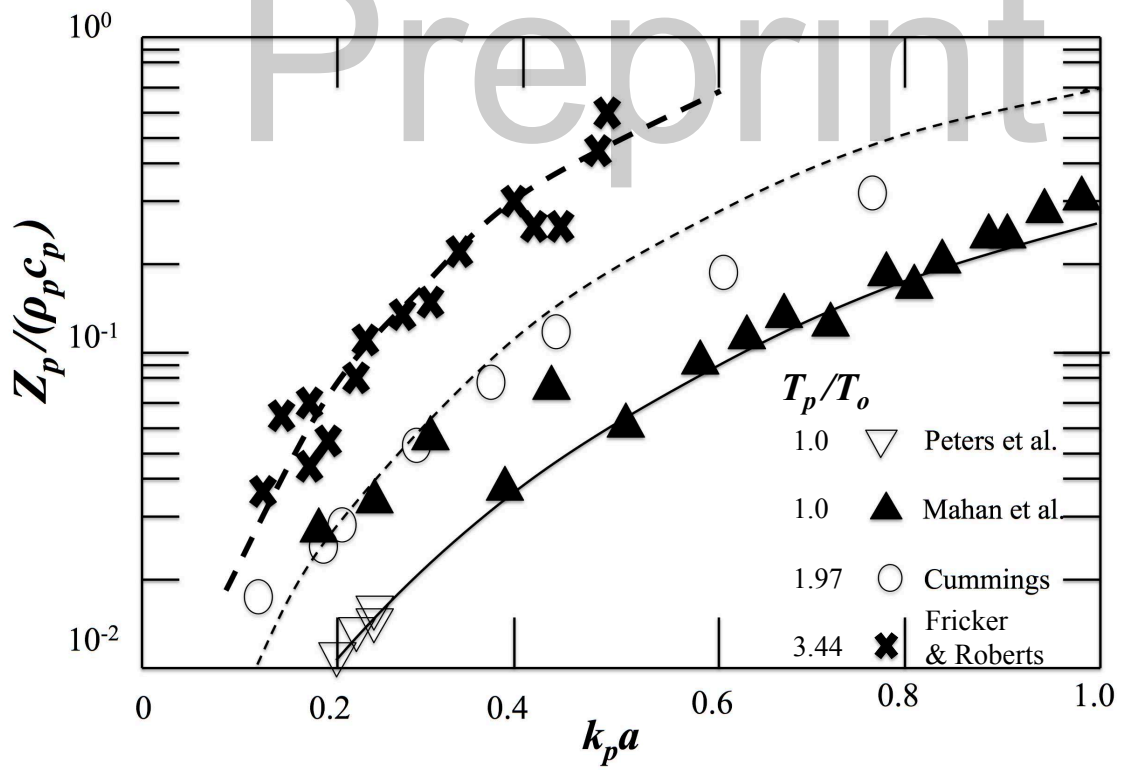 Preprint
10⁰
10⁻¹
10⁻²
Z_p/(ρ_p c_p)
T_p/T_o
1.0 Peters et al.
1.0 Mahan et al.
1.97 Cummings
Fricker
3.44 & Roberts
0 0.2 0.4 0.6 0.8 1.0
k_p a